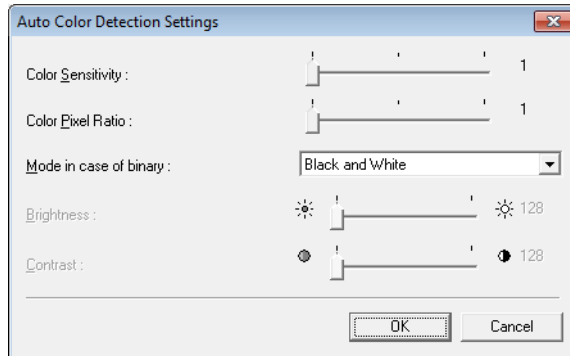 Auto Color Detection Settings
Color Sensitivity : 1
Color Pixel Ratio : 1
Mode in case of binary : Black and White
Brightness : 128
Contrast : 128
OK Cancel